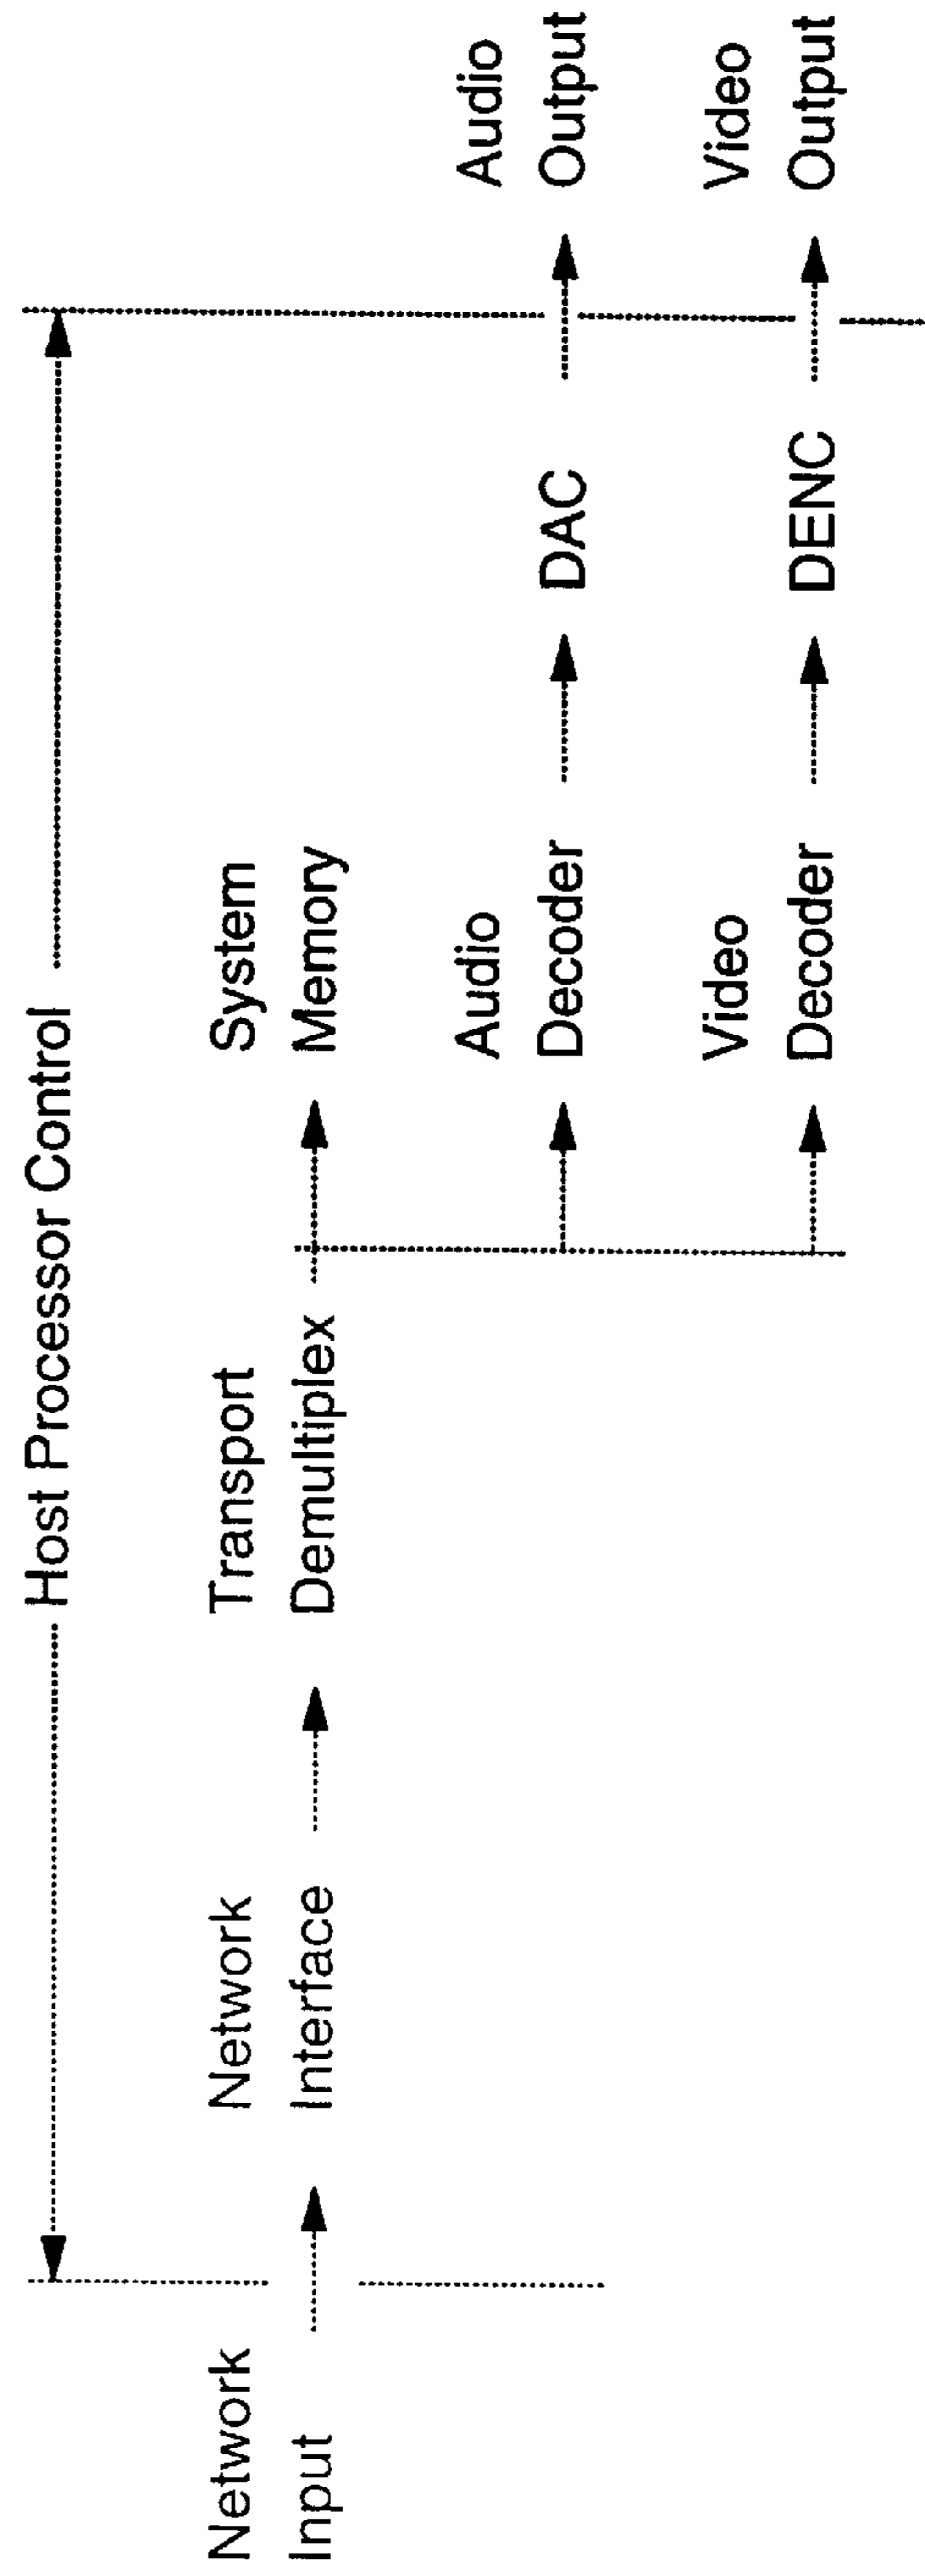 Host Processor Control
Network
Input
Network
Interface
Transport
Demultiplex
System
Memory
Audio
Decoder
DAC
Audio
Output
Video
Decoder
DENC
Video
Output